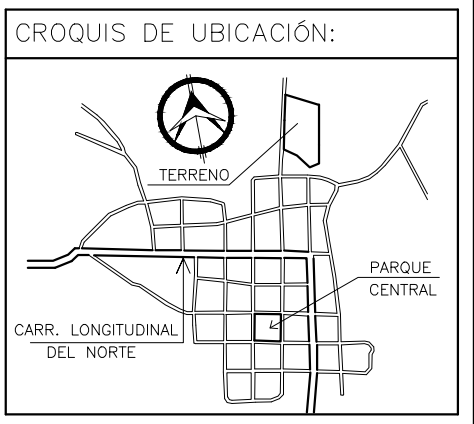 CROQUIS DE UBICACIÓN:
TERRENO
PARQUE
CENTRAL
CARR. LONGITUDINAL
DEL NORTE